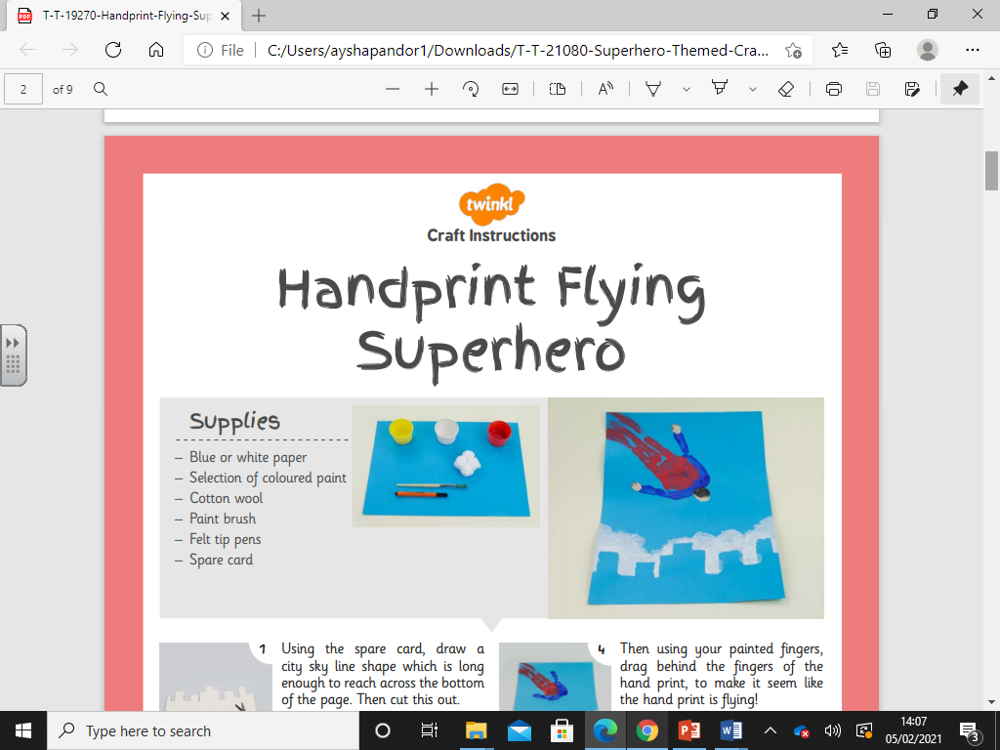 T-T-19270-Handprint-Flying-Sup
File
C:/Users/ayshapandor1/Downloads/T-T-21080-Superhero-Themed-Cra...
2 of 9
twinkl
Craft Instructions
Handprint Flying
Superhero
Supplies
– Blue or white paper
– Selection of coloured paint
– Cotton wool
– Paint brush
– Felt tip pens
– Spare card
1 Using the spare card, draw a
city sky line shape which is long
enough to reach across the bottom
of the page. Then cut this out.
4 Then using your painted fingers,
drag behind the fingers of the
hand print, to make it seem like
the hand print is flying!
Type here to search
14:07
05/02/2021
3